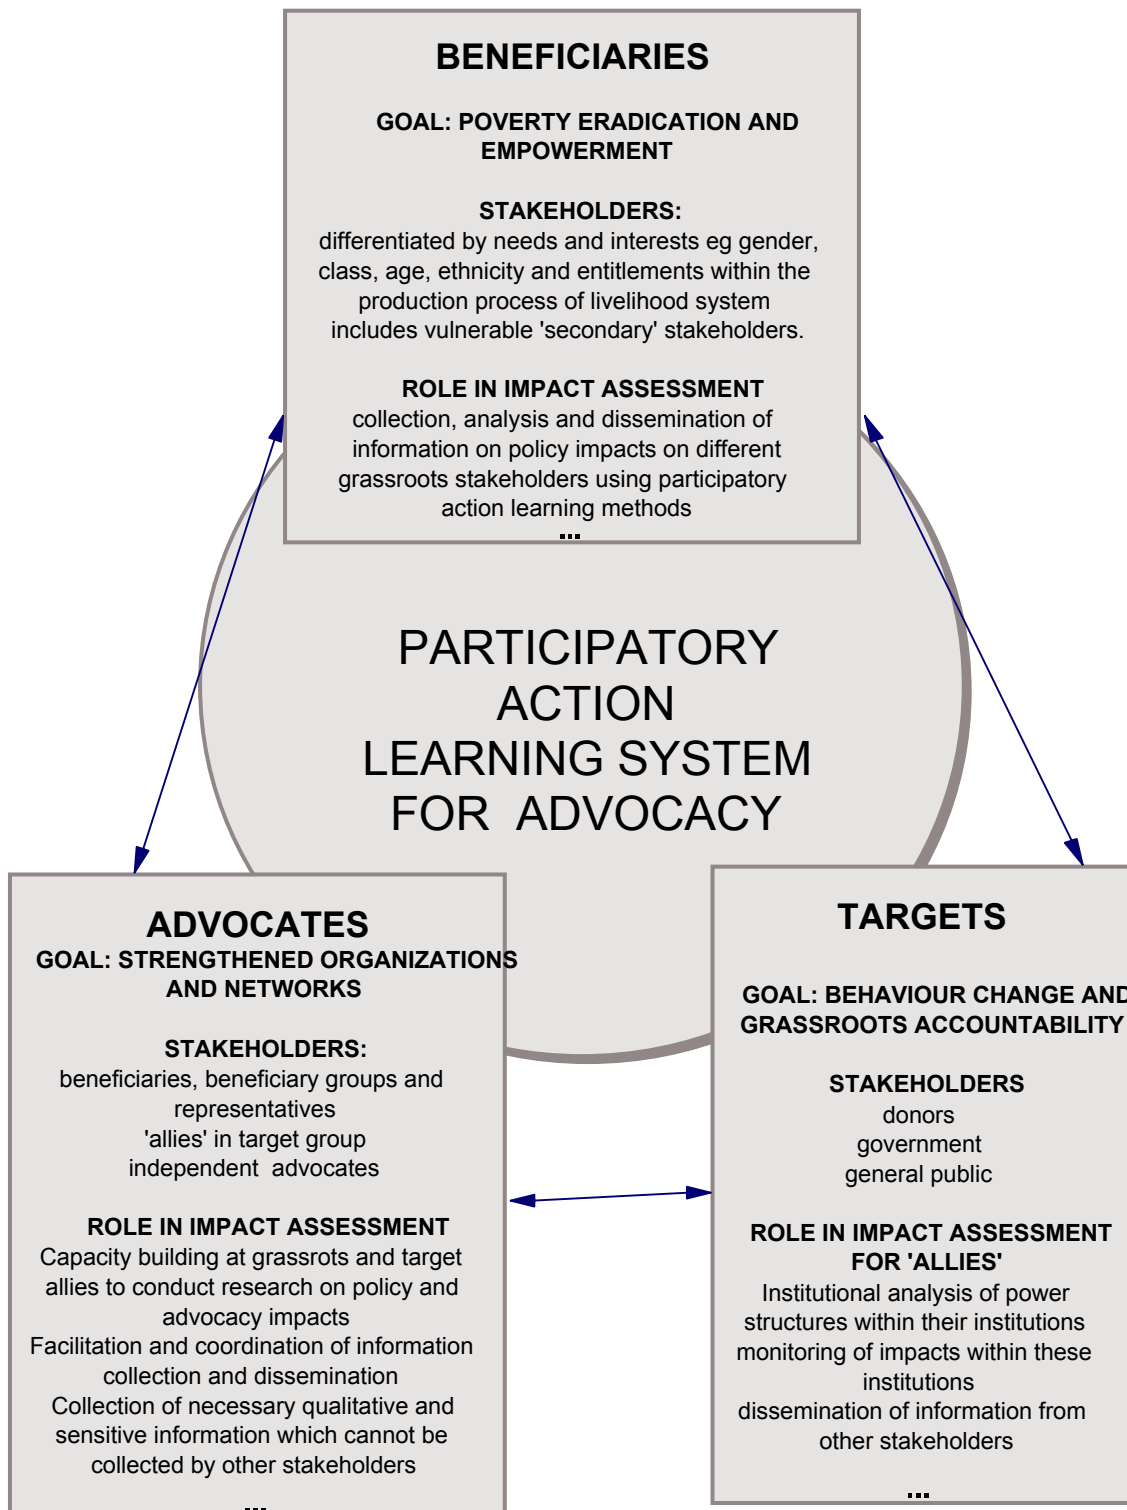 BENEFICIARIES
GOAL: POVERTY ERADICATION AND
EMPOWERMENT
STAKEHOLDERS:
differentiated by needs and interests eg gender,
class, age, ethnicity and entitlements within the
production process of livelihood system
includes vulnerable 'secondary' stakeholders.
ROLE IN IMPACT ASSESSMENT
collection, analysis and dissemination of
information on policy impacts on different
grassroots stakeholders using participatory
action learning methods
...
PARTICIPATORY
ACTION
LEARNING SYSTEM
FOR ADVOCACY
ADVOCATES
GOAL: STRENGTHENED ORGANIZATIONS
AND NETWORKS
STAKEHOLDERS:
beneficiaries, beneficiary groups and
representatives
'allies' in target group
independent advocates
ROLE IN IMPACT ASSESSMENT
Capacity building at grassrots and target
allies to conduct research on policy and
advocacy impacts
Facilitation and coordination of information
collection and dissemination
Collection of necessary qualitative and
sensitive information which cannot be
collected by other stakeholders
...
TARGETS
GOAL: BEHAVIOUR CHANGE AND
GRASSROOTS ACCOUNTABILITY
STAKEHOLDERS
donors
government
general public
ROLE IN IMPACT ASSESSMENT
FOR 'ALLIES'
Institutional analysis of power
structures within their institutions
monitoring of impacts within these
institutions
dissemination of information from
other stakeholders
...